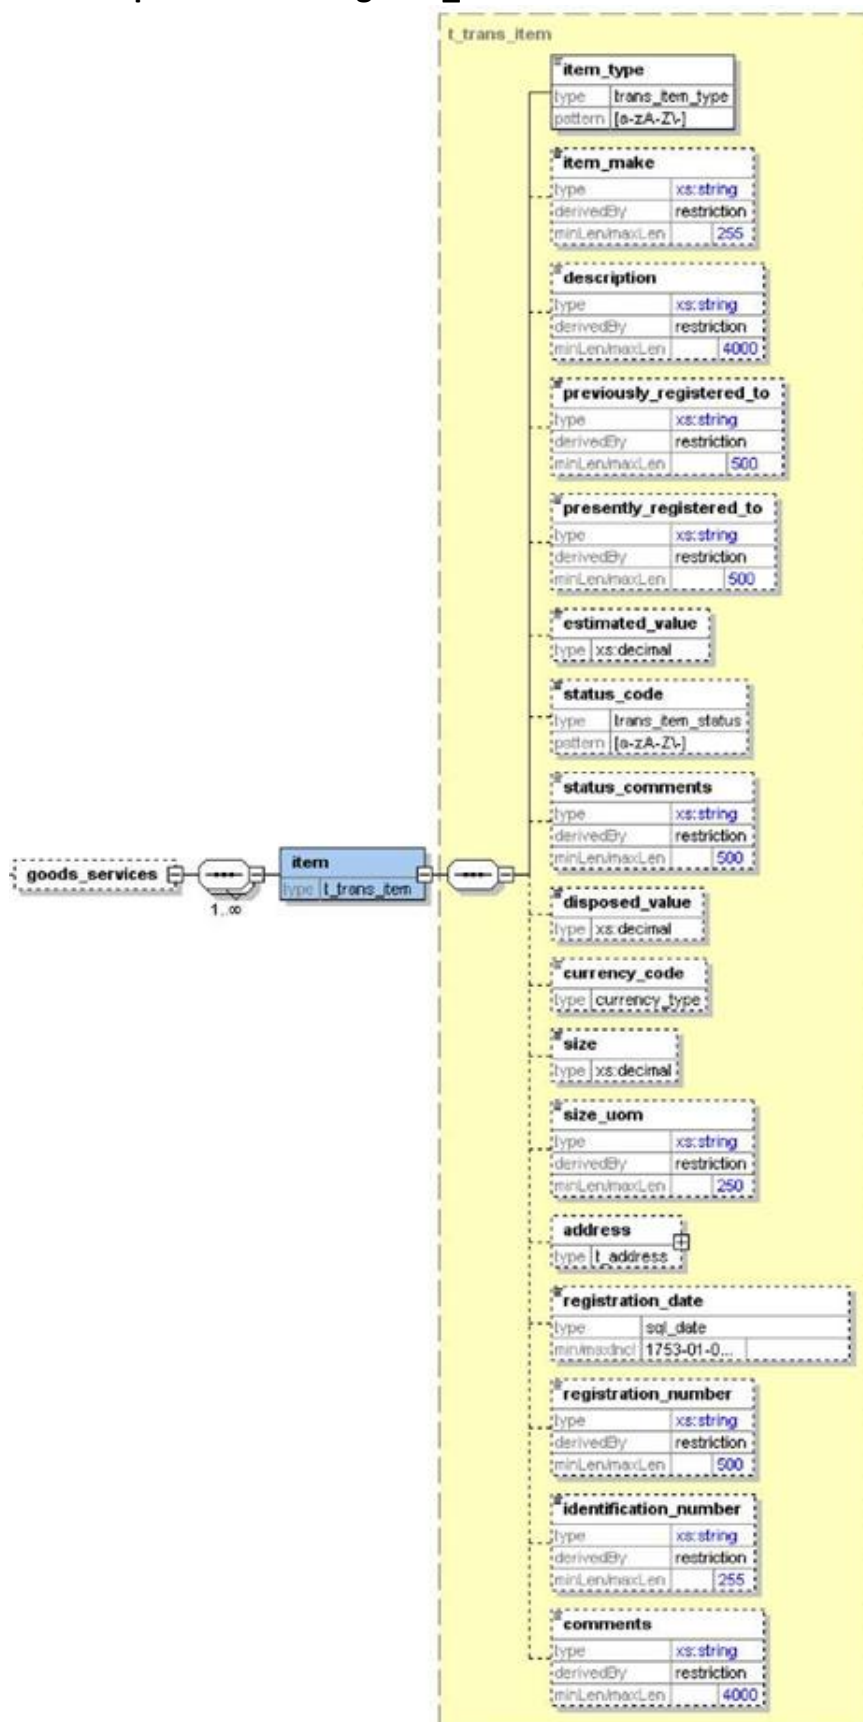 t_trans_item
item_type
type trans_item_type
pattern [a-zA-Z\-]
item_make
type xs:string
derivedBy restriction
minLen/maxLen 255
description
type xs:string
derivedBy restriction
minLen/maxLen 4000
previously_registered_to
type xs:string
derivedBy restriction
minLen/maxLen 500
presently_registered_to
type xs:string
derivedBy restriction
minLen/maxLen 500
estimated_value
type xs:decimal
status_code
type trans_item_status
pattern [a-zA-Z\-]
status_comments
type xs:string
derivedBy restriction
minLen/maxLen 500
goods_services
1..∞
item
type t_trans_item
disposed_value
type xs:decimal
currency_code
type currency_type
size
type xs:decimal
size_uom
type xs:string
derivedBy restriction
minLen/maxLen 250
address
type t_address
registration_date
type sql_date
min/maxIncl 1753-01-0...
registration_number
type xs:string
derivedBy restriction
minLen/maxLen 500
identification_number
type xs:string
derivedBy restriction
minLen/maxLen 255
comments
type xs:string
derivedBy restriction
minLen/maxLen 4000